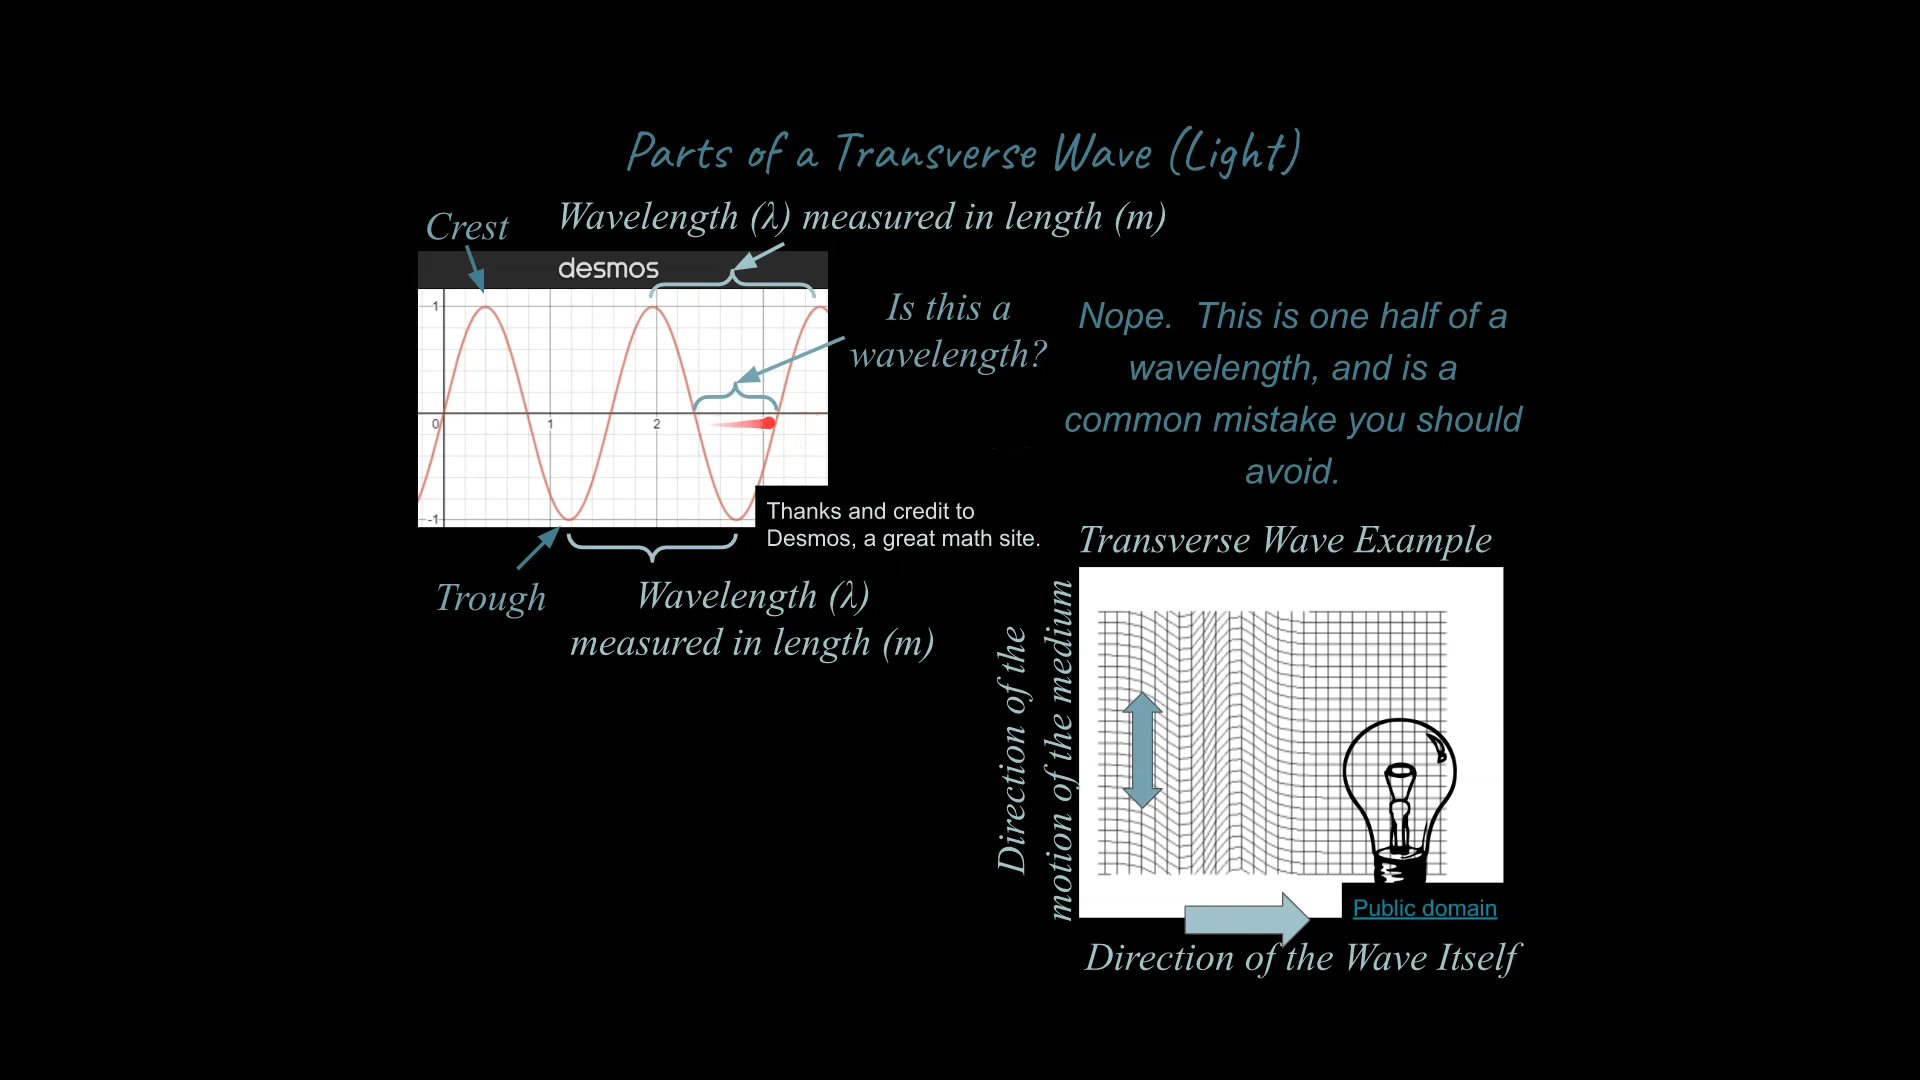 Parts of a Transverse Wave (Light)
Crest
Wavelength (λ) measured in length (m)
desmos
1
0
1
2
-1
Is this a
wavelength?
Nope.  This is one half of a
wavelength, and is a
common mistake you should
avoid.
Thanks and credit to
Desmos, a great math site.
Trough
Wavelength (λ)
measured in length (m)
Transverse Wave Example
Direction of the
motion of the medium
Public domain
Direction of the Wave Itself